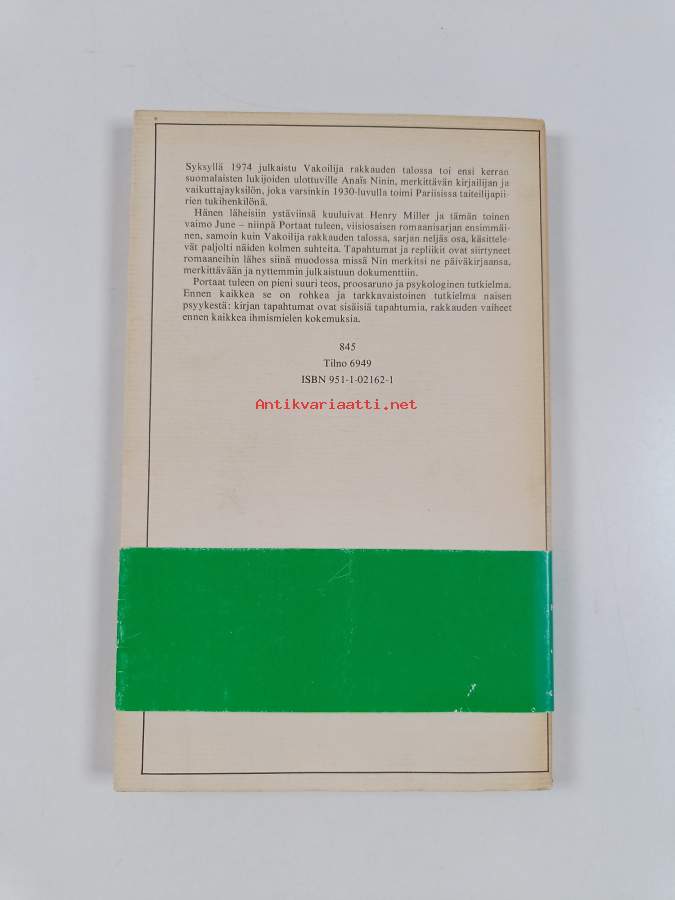 Syksyllä 1974 julkaistu Vakoilija rakkauden talossa toi ensi kerran
suomalaisten lukijoiden ulottuville Anaïs Ninin, merkittävän kirjailijan ja
vaikuttajayksilön, joka varsinkin 1930-luvulla toimi Pariisissa taiteilijapii-
rien tukihenkilönä.
Hänen läheisiin ystäviinsä kuuluivat Henry Miller ja tämän toinen
vaimo June – niinpä Portaat tuleen, viisiosaisen romaanisarjan ensimmäi-
nen, samoin kuin Vakoilija rakkauden talossa, sarjan neljäs osa, käsittele-
vät paljolti näiden kolmen suhteita. Tapahtumat ja repliikit ovat siirtyneet
romaaneihin lähes siinä muodossa missä Nin merkitsi ne päiväkirjaansa,
merkittävään ja nyttemmin julkaistuun dokumenttiin.
Portaat tuleen on pieni suuri teos, proosaruno ja psykologinen tutkielma.
Ennen kaikkea se on rohkea ja tarkkavaistoinen tutkielma naisen
psyykestä: kirjan tapahtumat ovat sisäisiä tapahtumia, rakkauden vaiheet
ennen kaikkea ihmismielen kokemuksia.
845
Tilno 6949
ISBN 951-1-02162-1
Antikvariaatti.net